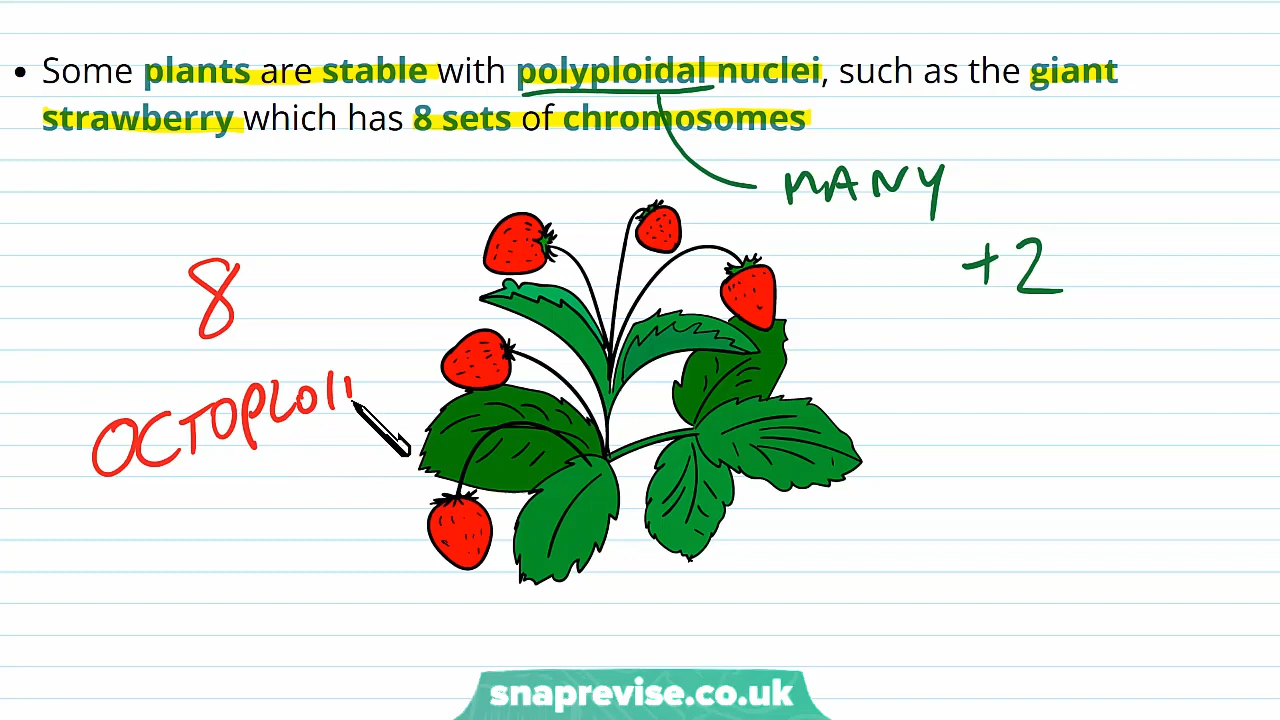 • Some plants are stable with polyploidal nuclei, such as the giant
strawberry which has 8 sets of chromosomes
MANY
+2
8
OCTOPLOI
snaprevise.co.uk